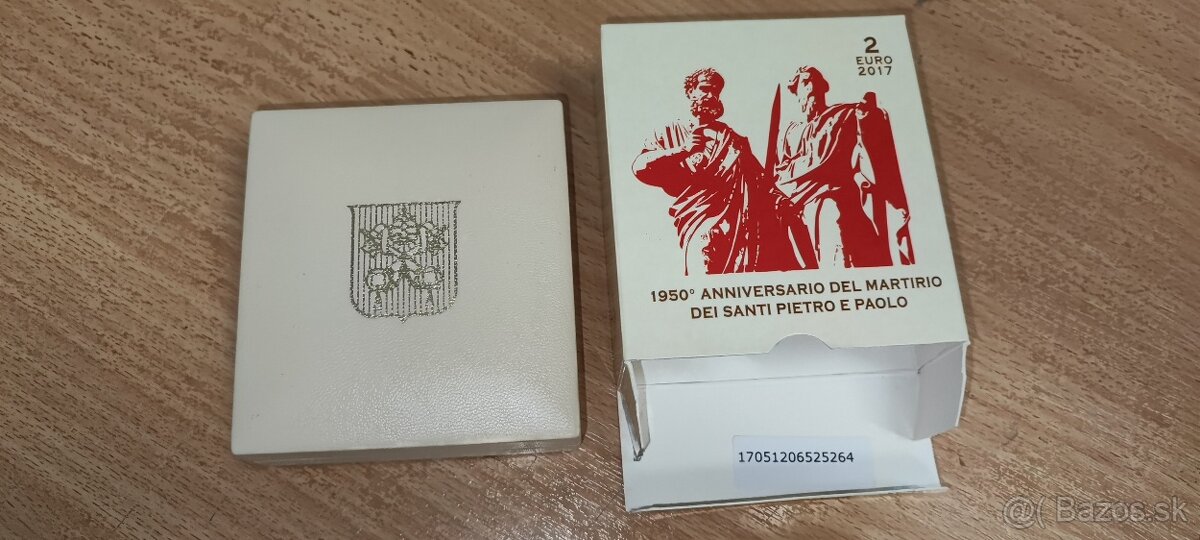 2
EURO
2017
1950° ANNIVERSARIO DEL MARTIRIO
DEI SANTI PIETRO E PAOLO
17051206525264
@( Bazos.sk